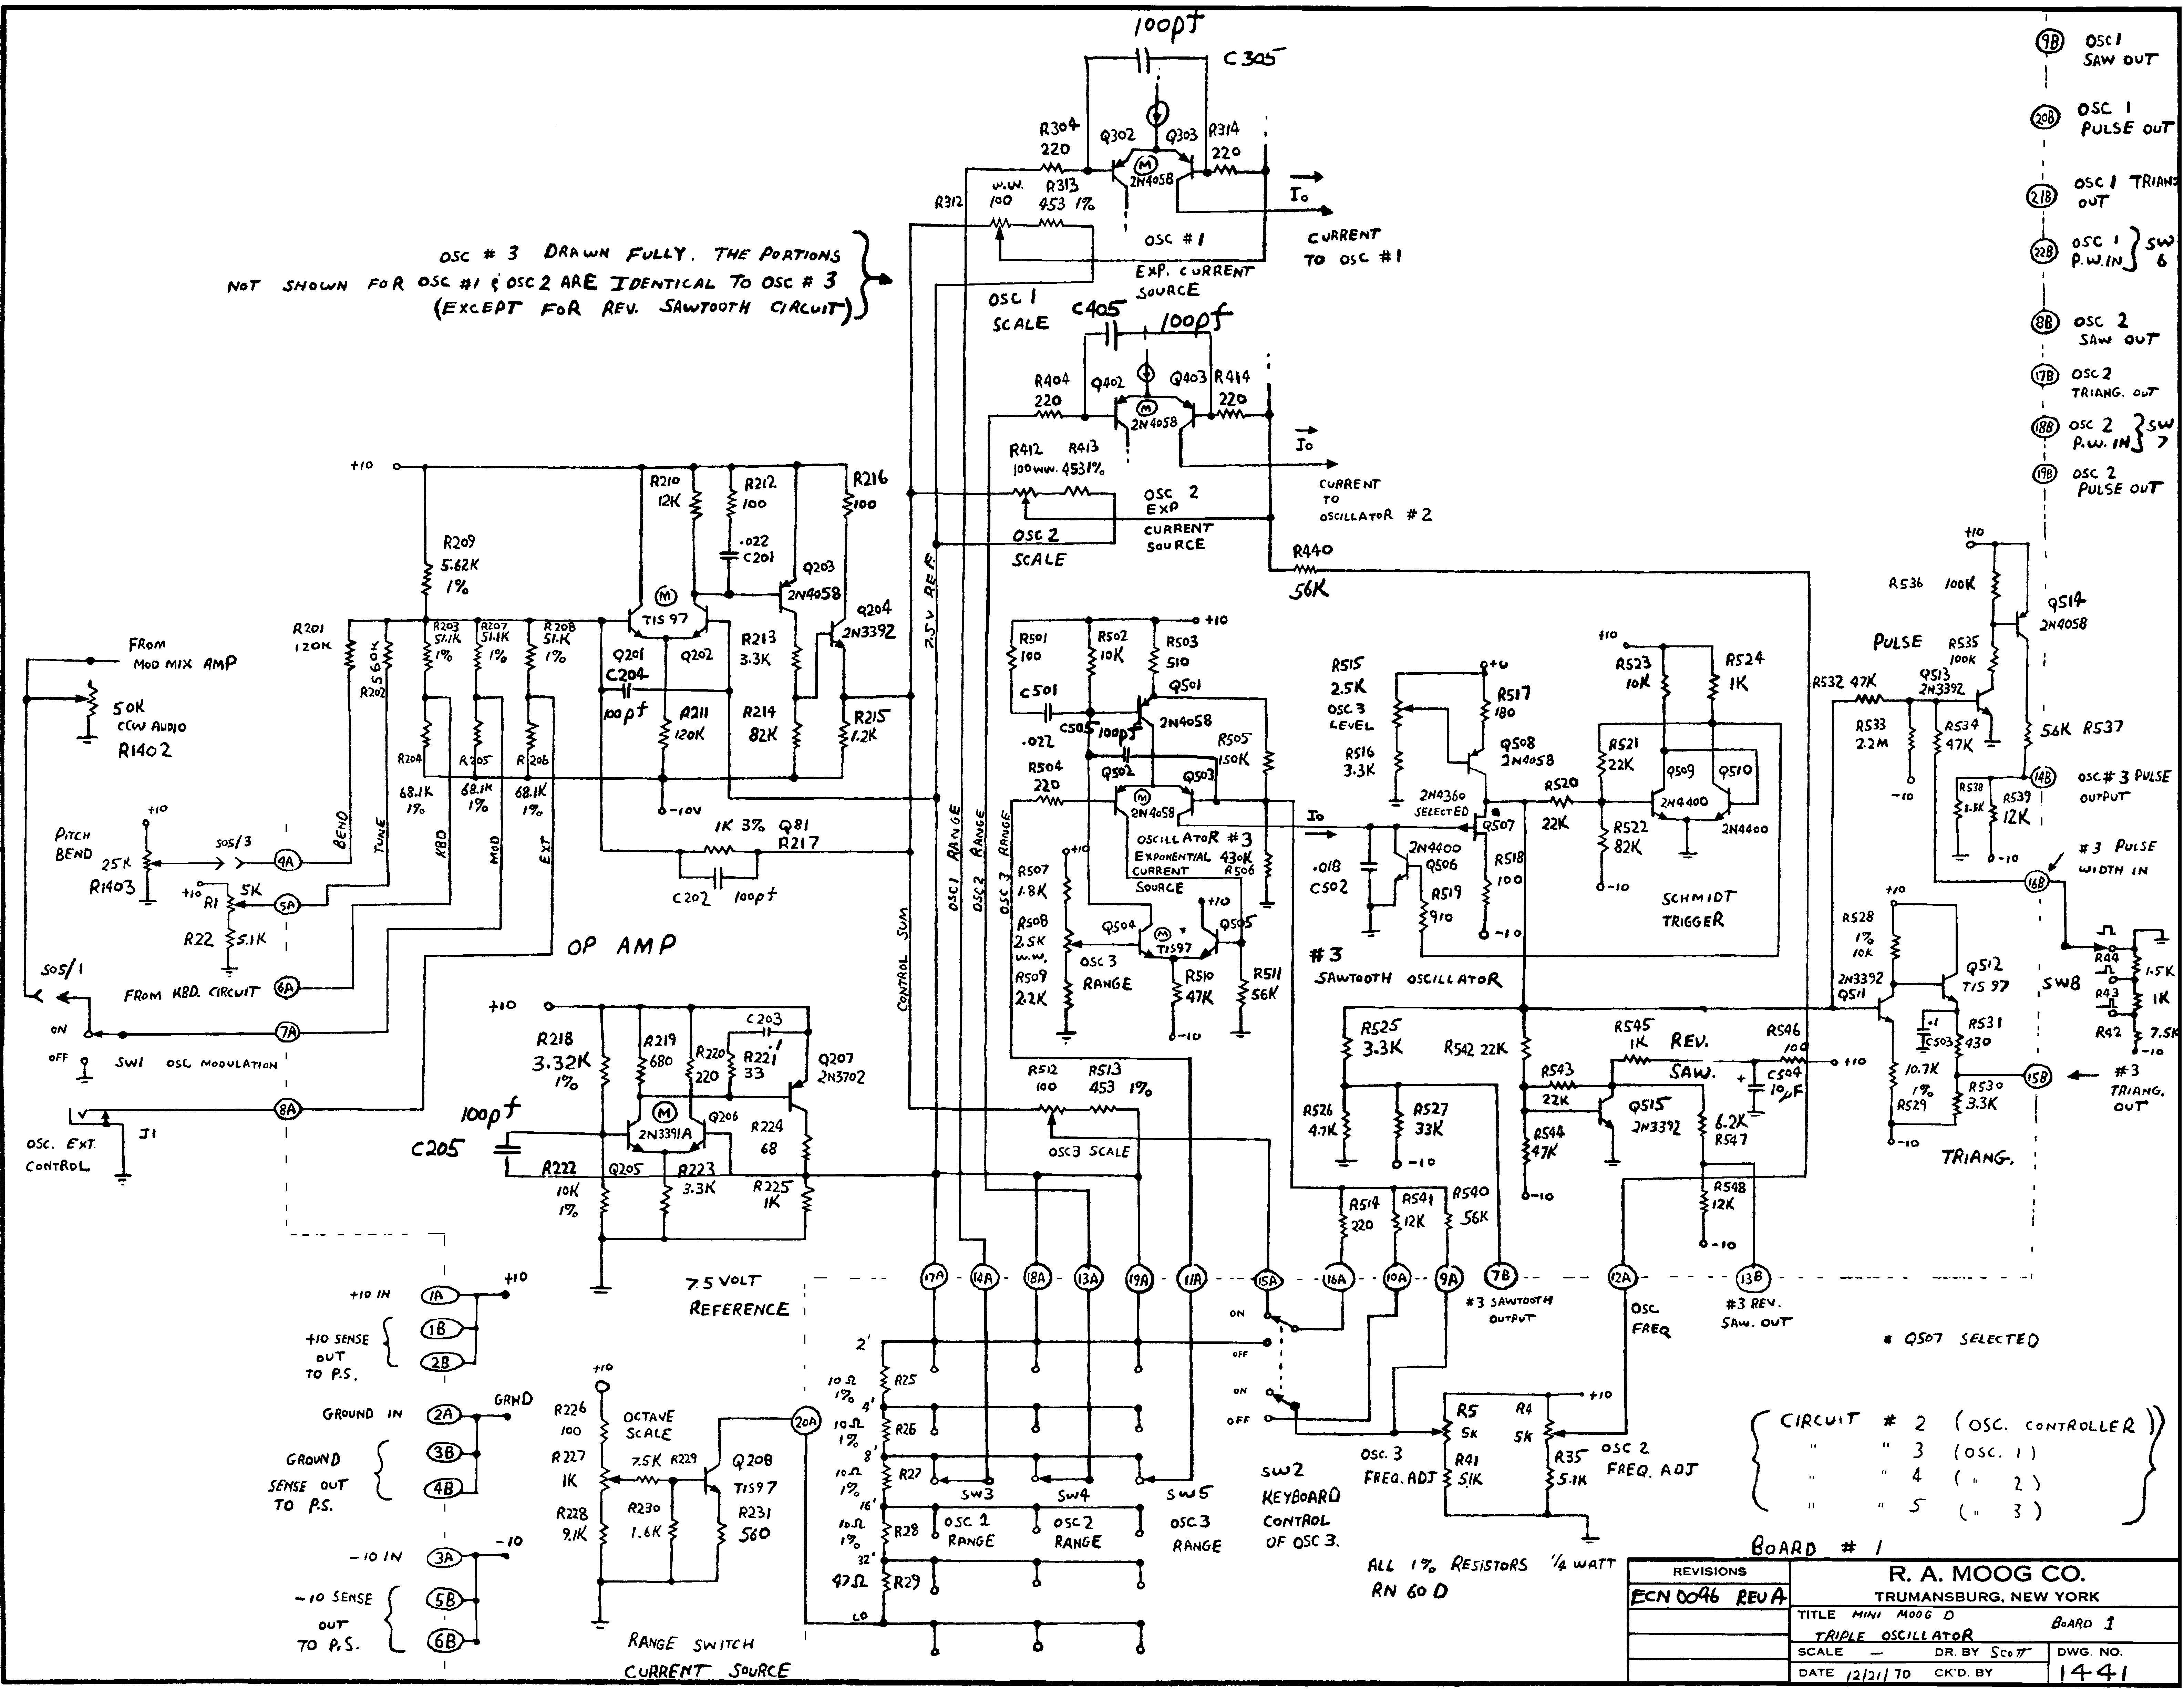 100pf
C305
R304
220
Q302
Q303
R314
220
M
2N4058
R312
W.W.
100
R313
453 1%
Io
OSC #1
CURRENT
TO OSC #1
EXP. CURRENT
SOURCE
OSC 1
SCALE
OSC # 3 DRAWN FULLY. THE PORTIONS
NOT SHOWN FOR OSC #1 & OSC 2 ARE IDENTICAL TO OSC # 3
(EXCEPT FOR REV. SAWTOOTH CIRCUIT)
C405
100pf
R404
220
Q402
Q403
R414
220
M
2N4058
R412
100WW.
R413
453 1%
Io
OSC 2
EXP
CURRENT
SOURCE
CURRENT
TO
OSCILLATOR #2
OSC 2
SCALE
R440
56K
9B OSC 1
SAW OUT
20B OSC 1
PULSE OUT
21B OSC 1 TRIANG
OUT
22B OSC 1
P.W. IN
SW
6
8B OSC 2
SAW OUT
17B OSC 2
TRIANG. OUT
18B OSC 2
P.W. IN
SW
7
19B OSC 2
PULSE OUT
+10
R209
5.62K
1%
R210
12K
R212
100
.022
C201
R216
100
Q203
2N4058
Q204
2N3392
M
TIS 97
Q201
Q202
C204
100pf
R213
3.3K
R211
120K
R214
82K
R215
1.2K
-10V
R201
120K
560K
R202
R203
51.1K
1%
R207
51.1K
1%
R208
51.1K
1%
R204
68.1K
1%
R205
68.1K
1%
R206
68.1K
1%
BEND
TUNE
KBD
MOD
EXT
1K 3% Q81
R217
C202
100pf
OP AMP
FROM
MOD MIX AMP
50K
CCW AUDIO
R1402
+10
PITCH
BEND
25K
R1403
S05/3
4A
+10
R1
5K
5A
R22
5.1K
S05/1
FROM KBD. CIRCUIT
6A
ON
7A
OFF
SW1 OSC MODULATION
8A
J1
OSC. EXT.
CONTROL
7.5V REF.
CONTROL SUM
OSC 1 RANGE
OSC 2 RANGE
OSC 3 RANGE
+10
R501
100
R502
10K
R503
510
Q501
2N4058
C501
.022
C505
100pf
R504
220
Q502
Q503
M
2N4058
R505
150K
Io
OSCILLATOR #3
EXPONENTIAL
CURRENT
SOURCE
430K
R506
+10
R507
1.8K
R508
2.5K
W.W.
R509
2.2K
OSC 3
RANGE
Q504
Q505
M
TIS97
+10
R510
47K
-10
R511
56K
R515
2.5K
OSC 3
LEVEL
R516
3.3K
R517
180
Q508
2N4058
2N4360
SELECTED
Q507
R518
100
-10
.018
C502
2N4400
Q506
R519
910
#3
SAWTOOTH OSCILLATOR
R520
22K
R521
22K
R522
82K
-10
+10
R523
10K
R524
1K
Q509
Q510
2N4400
2N4400
SCHMIDT
TRIGGER
+10
R536
100K
Q514
2N4058
PULSE
R535
100K
Q513
2N3392
R532 47K
R533
2.2M
-10
R534
47K
5.6K R537
14B OSC# 3 PULSE
OUTPUT
R538
1.5K
R539
12K
-10
#3 PULSE
WIDTH IN
16B
+10
R528
1%
10K
2N3392
Q511
Q512
TIS 97
.1
C503
R531
430
10.7K
1%
R529
R530
3.3K
-10
TRIANG.
15B
#3
TRIANG.
OUT
SW8
R44
1.5K
R43
1K
R42
7.5K
-10
+10
R218
3.32K
1%
R219
680
R220
220
C203
.1
R221
33
Q207
2N3702
M
2N3391A
Q206
Q205
100pf
C205
R222
10K
1%
R223
3.3K
R224
68
R225
1K
7.5 VOLT
REFERENCE
R512
100
R513
453 1%
OSC3 SCALE
R525
3.3K
R526
4.7K
R527
33K
-10
R542 22K
R543
22K
R544
47K
-10
R545
1K
REV.
SAW.
R546
100
+10
C504
10µF
+
Q515
2N3392
6.2K
R547
R548
12K
-10
R514
220
R541
12K
R540
56K
17A
14A
18A
13A
19A
11A
15A
16A
10A
9A
7B
12A
13B
#3 SAWTOOTH
OUTPUT
OSC
FREQ
#3 REV.
SAW. OUT
# Q507 SELECTED
+10 IN
1A
+10
+10 SENSE
OUT
TO P.S.
1B
2B
GROUND IN
2A
GRND
GROUND
SENSE OUT
TO P.S.
3B
4B
-10 IN
3A
-10
-10 SENSE
OUT
TO P.S.
5B
6B
+10
R226
100
OCTAVE
SCALE
R227
1K
7.5K R229
R228
9.1K
R230
1.6K
Q208
TIS97
R231
560
20A
RANGE SWITCH
CURRENT SOURCE
2'
10Ω
1%
R25
4'
10Ω
1%
R26
8'
10Ω
1%
R27
16'
10Ω
1%
R28
32'
47Ω
R29
LO
SW3
OSC 1
RANGE
SW4
OSC2
RANGE
SW5
OSC 3
RANGE
ON
OFF
ON
OFF
SW2
KEYBOARD
CONTROL
OF OSC 3.
OSC. 3
FREQ. ADJ
R5
5K
R41
5.1K
+10
R4
5K
R35
5.1K
OSC 2
FREQ. ADJ
CIRCUIT # 2 (OSC. CONTROLLER)
" " 3 (OSC. 1)
" " 4 ( " 2)
" " 5 ( " 3)
BOARD # 1
ALL 1% RESISTORS 1/4 WATT
RN 60 D
REVISIONS
ECN 0096 REV A
R. A. MOOG CO.
TRUMANSBURG, NEW YORK
TITLE MINI MOOG D
BOARD 1
TRIPLE OSCILLATOR
SCALE — DR. BY SCOTT
DWG. NO.
1441
DATE 12/21/70 CK'D. BY